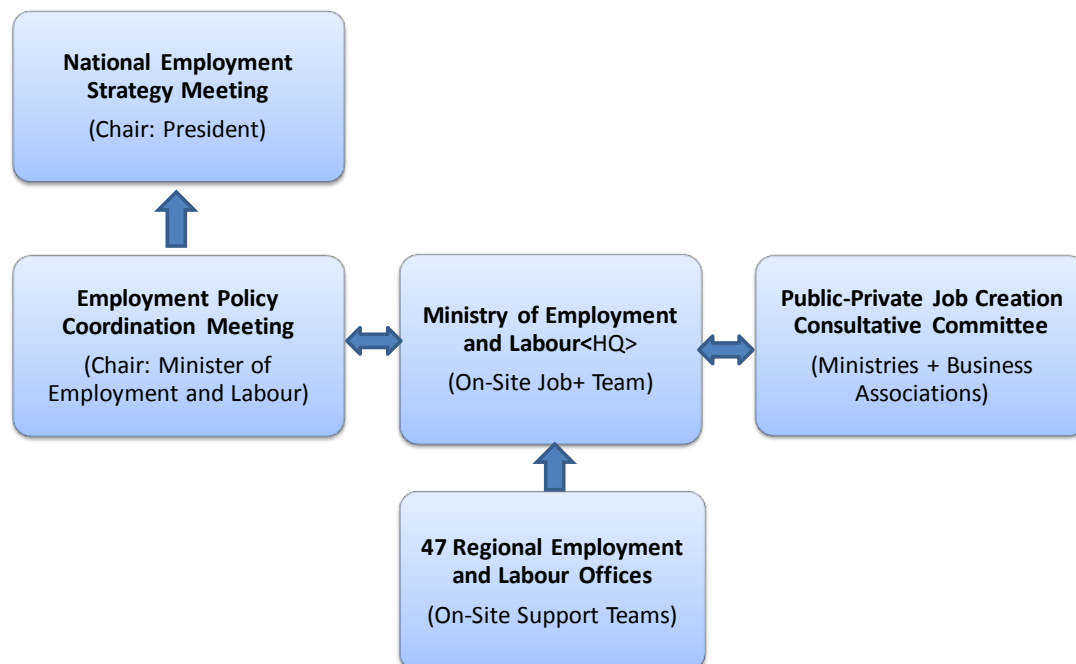 National Employment
Strategy Meeting
(Chair: President)
Employment Policy
Coordination Meeting
(Chair: Minister of
Employment and Labour)
Ministry of Employment
and Labour<HQ>
(On-Site Job+ Team)
Public-Private Job Creation
Consultative Committee
(Ministries + Business
Associations)
47 Regional Employment
and Labour Offices
(On-Site Support Teams)